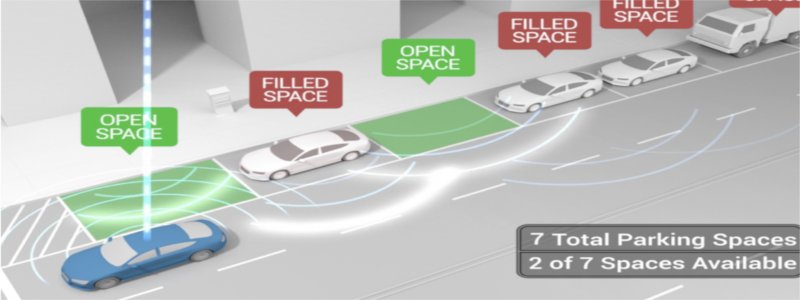 OPEN
SPACE
FILLED
SPACE
OPEN
SPACE
FILLED
SPACE
FILLED
SPACE
SPACE
7 Total Parking Spaces
2 of 7 Spaces Available